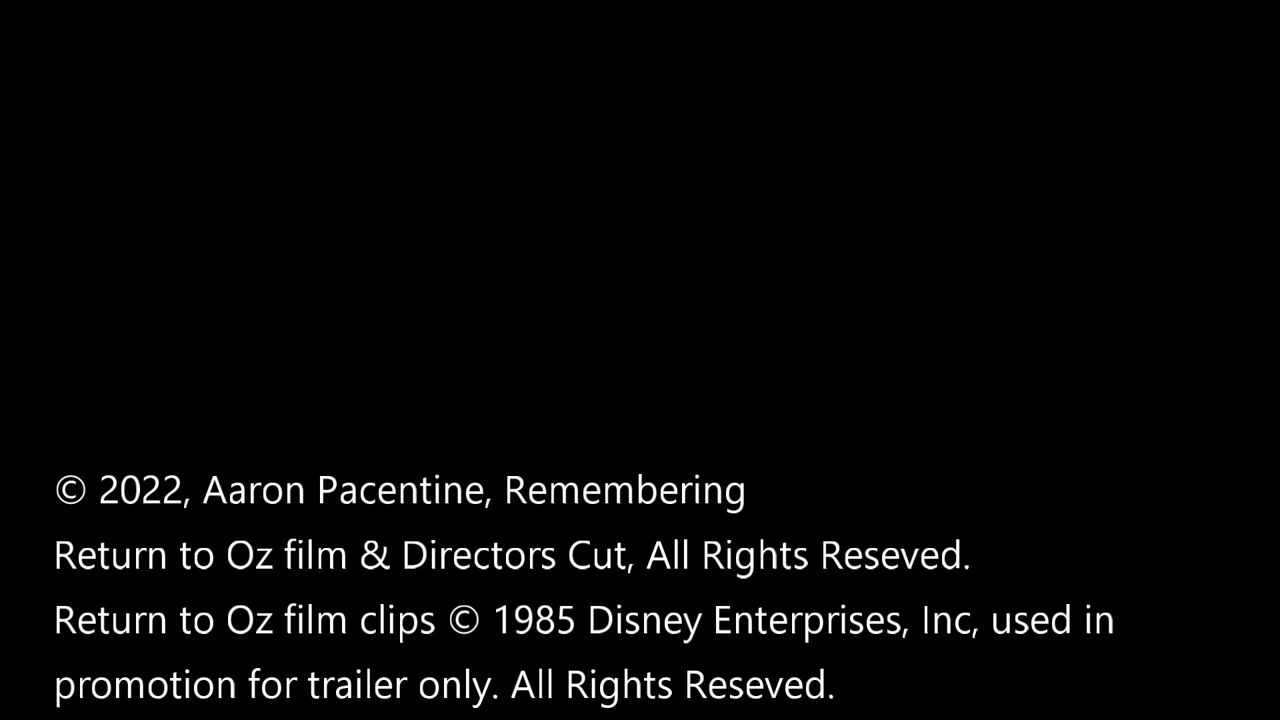 © 2022, Aaron Pacentine, Remembering
Return to Oz film & Directors Cut, All Rights Reseved.
Return to Oz film clips © 1985 Disney Enterprises, Inc, used in
promotion for trailer only. All Rights Reseved.